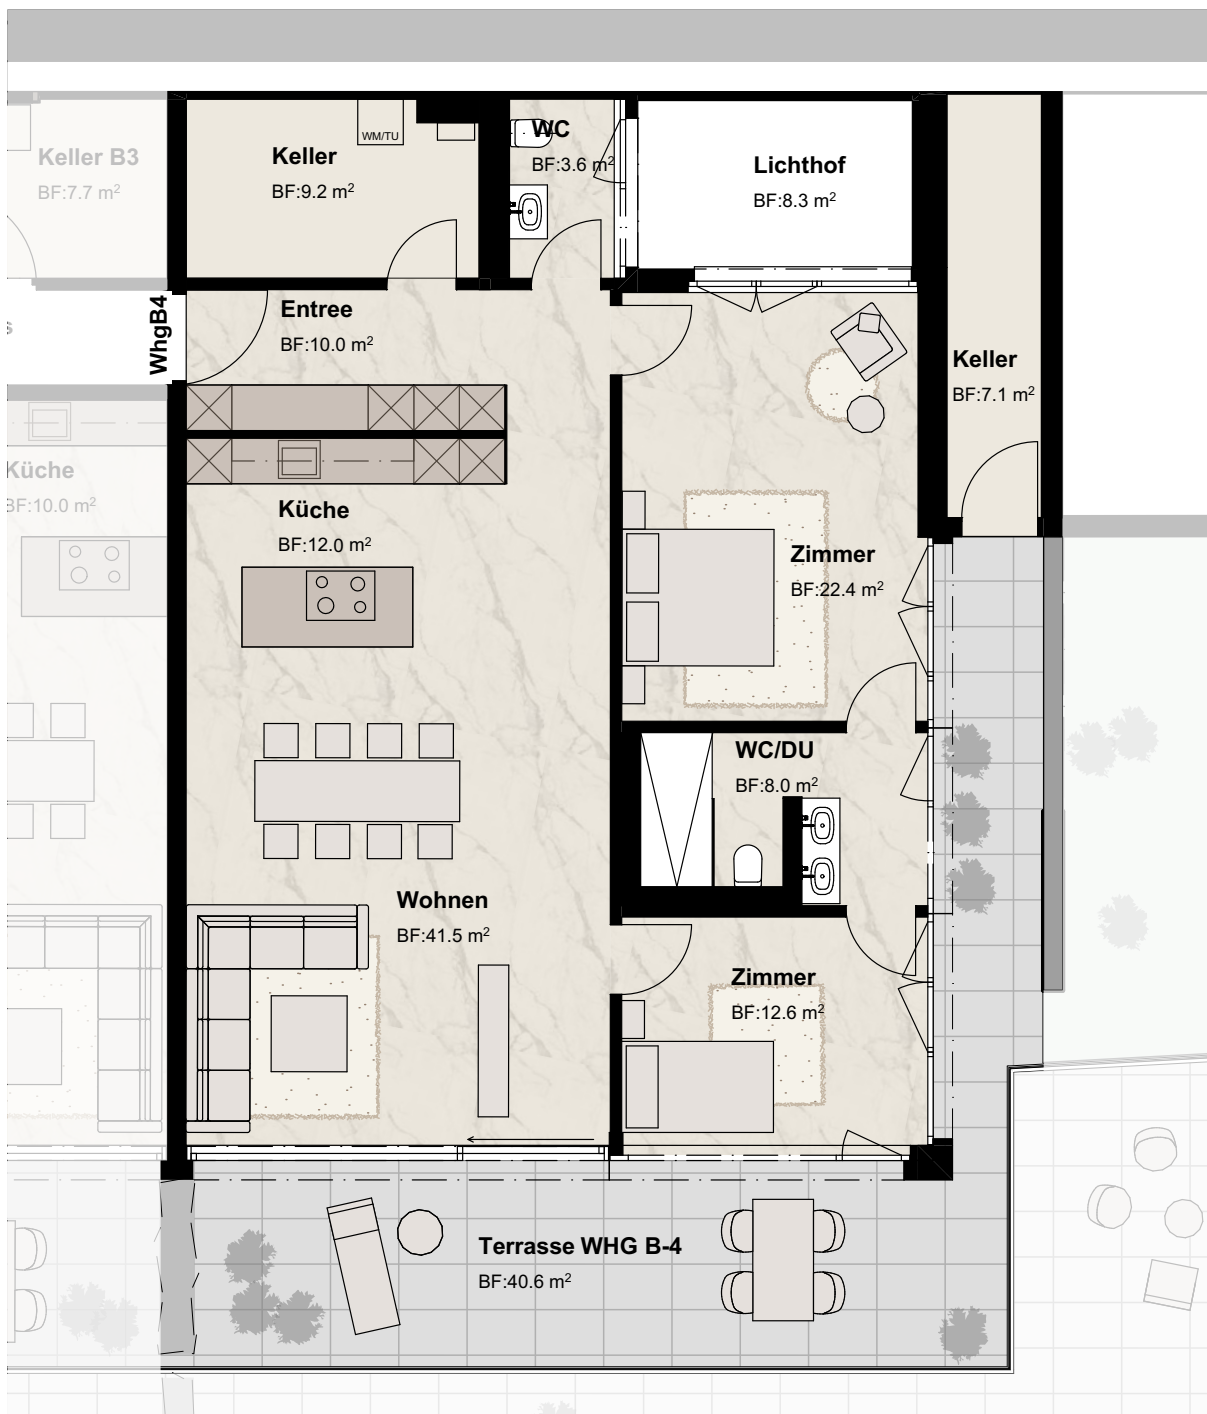 Keller B3
BF:7.7 m²
Keller
BF:9.2 m²
WM/TU
WC
BF:3.6 m²
Lichthof
BF:8.3 m²
WhgB4
s
Entree
BF:10.0 m²
Keller
BF:7.1 m²
Küche
BF:10.0 m²
Küche
BF:12.0 m²
Zimmer
BF:22.4 m²
WC/DU
BF:8.0 m²
Wohnen
BF:41.5 m²
Zimmer
BF:12.6 m²
Terrasse WHG B-4
BF:40.6 m²